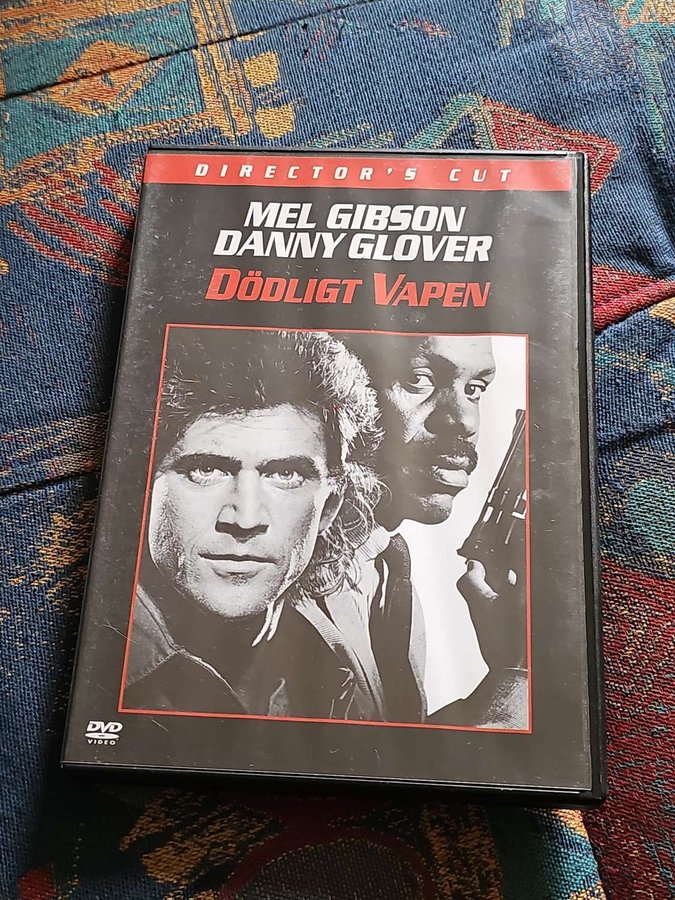 DIRECTOR'S CUT
MEL GIBSON
DANNY GLOVER
DÖDLIGT VAPEN
DVD
VIDEO